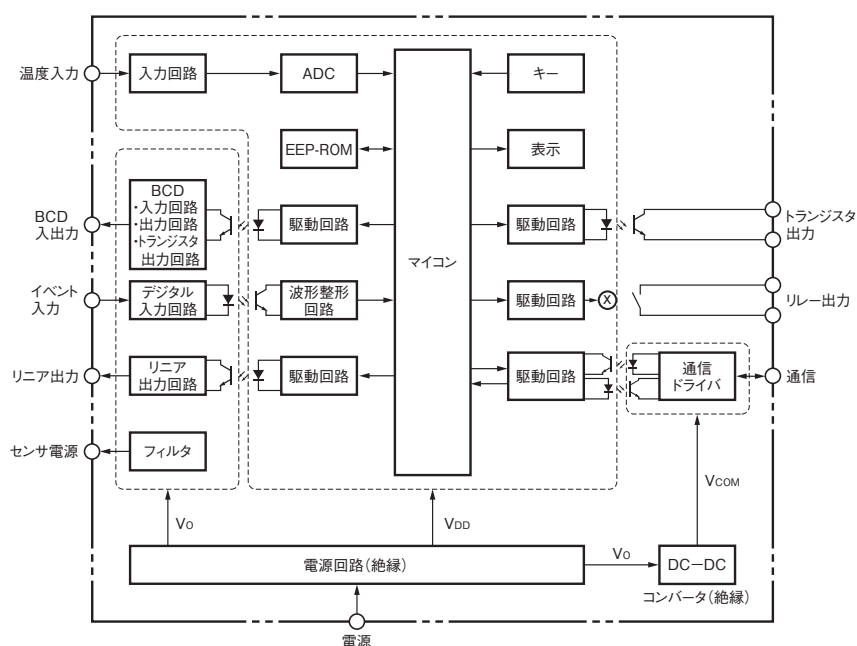 温度入力
入力回路
ADC
キー
EEP-ROM
表示
BCD
入出力
BCD
・入力回路
・出力回路
・トランジスタ
出力回路
駆動回路
マイコン
駆動回路
トランジスタ
出力
イベント
入力
デジタル
入力回路
波形整形
回路
駆動回路
X
リレー出力
リニア出力
リニア
出力回路
駆動回路
駆動回路
通信
ドライバ
通信
センサ電源
フィルタ
VCOM
VO
VDD
電源回路(絶縁)
VO
DC－DC
コンバータ(絶縁)
電源